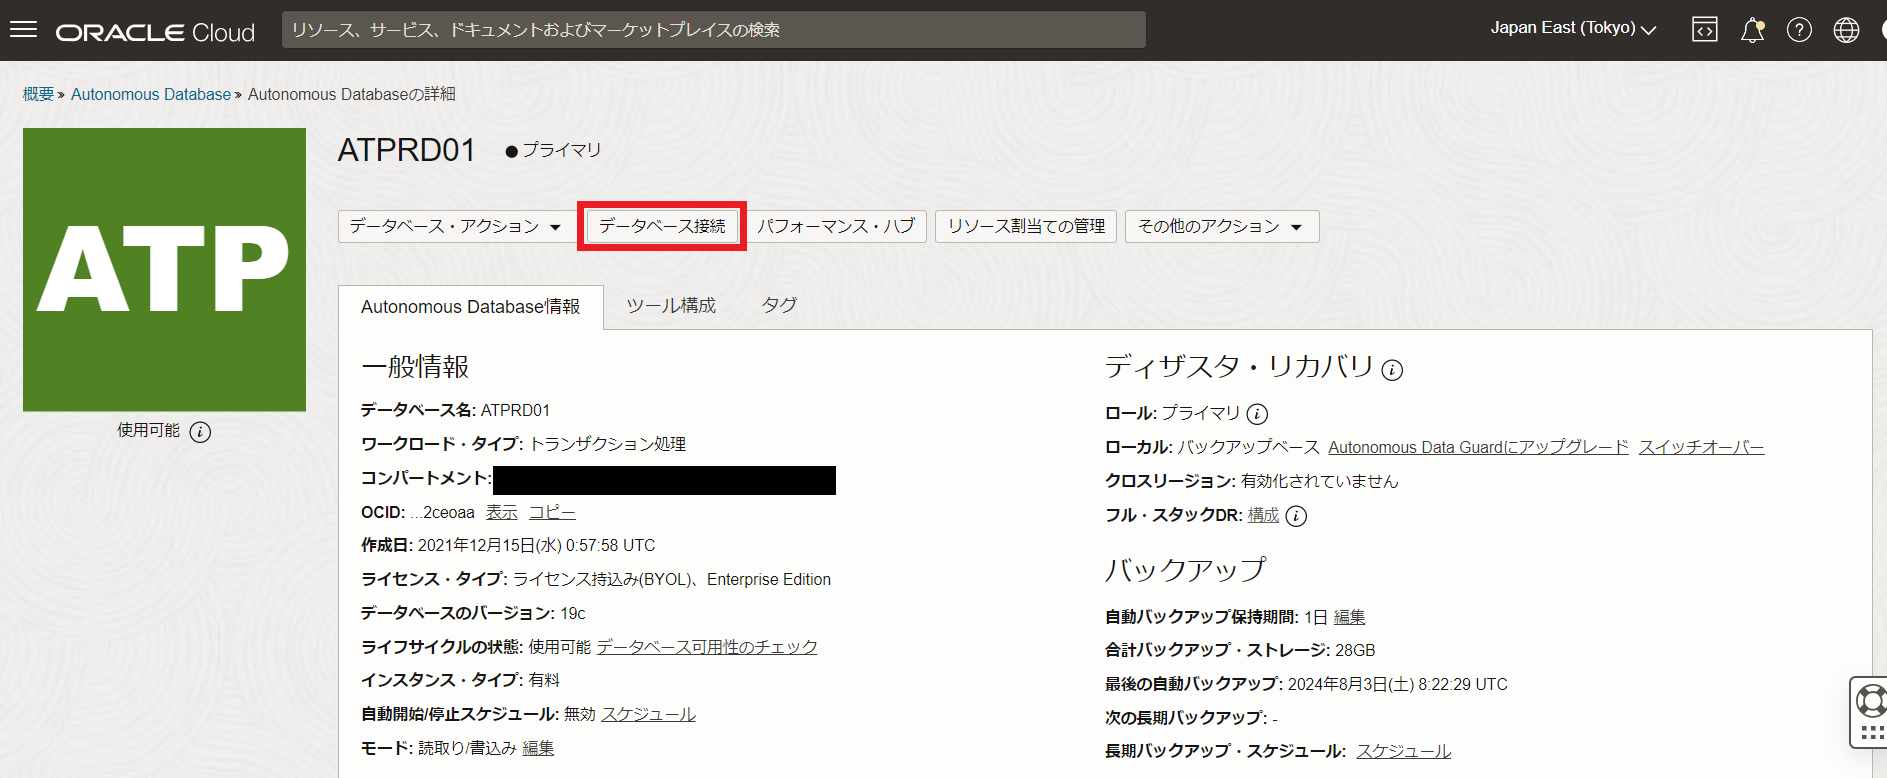 ORACLE Cloud
リソース、サービス、ドキュメントおよびマーケットプレイスの検索
Japan East (Tokyo)
概要 » Autonomous Database » Autonomous Databaseの詳細
ATP
使用可能
ATPRD01
プライマリ
データベース・アクション
データベース接続
パフォーマンス・ハブ
リソース割当ての管理
その他のアクション
Autonomous Database情報
ツール構成
タグ
一般情報
データベース名: ATPRD01
ワークロード・タイプ: トランザクション処理
コンパートメント:
OCID: ...2ceoaa 表示 コピー
作成日: 2021年12月15日(水) 0:57:58 UTC
ライセンス・タイプ: ライセンス持込み(BYOL)、Enterprise Edition
データベースのバージョン: 19c
ライフサイクルの状態: 使用可能 データベース可用性のチェック
インスタンス・タイプ: 有料
自動開始/停止スケジュール: 無効 スケジュール
モード: 読取り/書込み 編集
ディザスタ・リカバリ
ロール: プライマリ
ローカル: バックアップベース Autonomous Data Guardにアップグレード スイッチオーバー
クロスリージョン: 有効化されていません
フル・スタックDR: 構成
バックアップ
自動バックアップ保持期間: 1日 編集
合計バックアップ・ストレージ: 28GB
最後の自動バックアップ: 2024年8月3日(土) 8:22:29 UTC
次の長期バックアップ: -
長期バックアップ・スケジュール: スケジュール